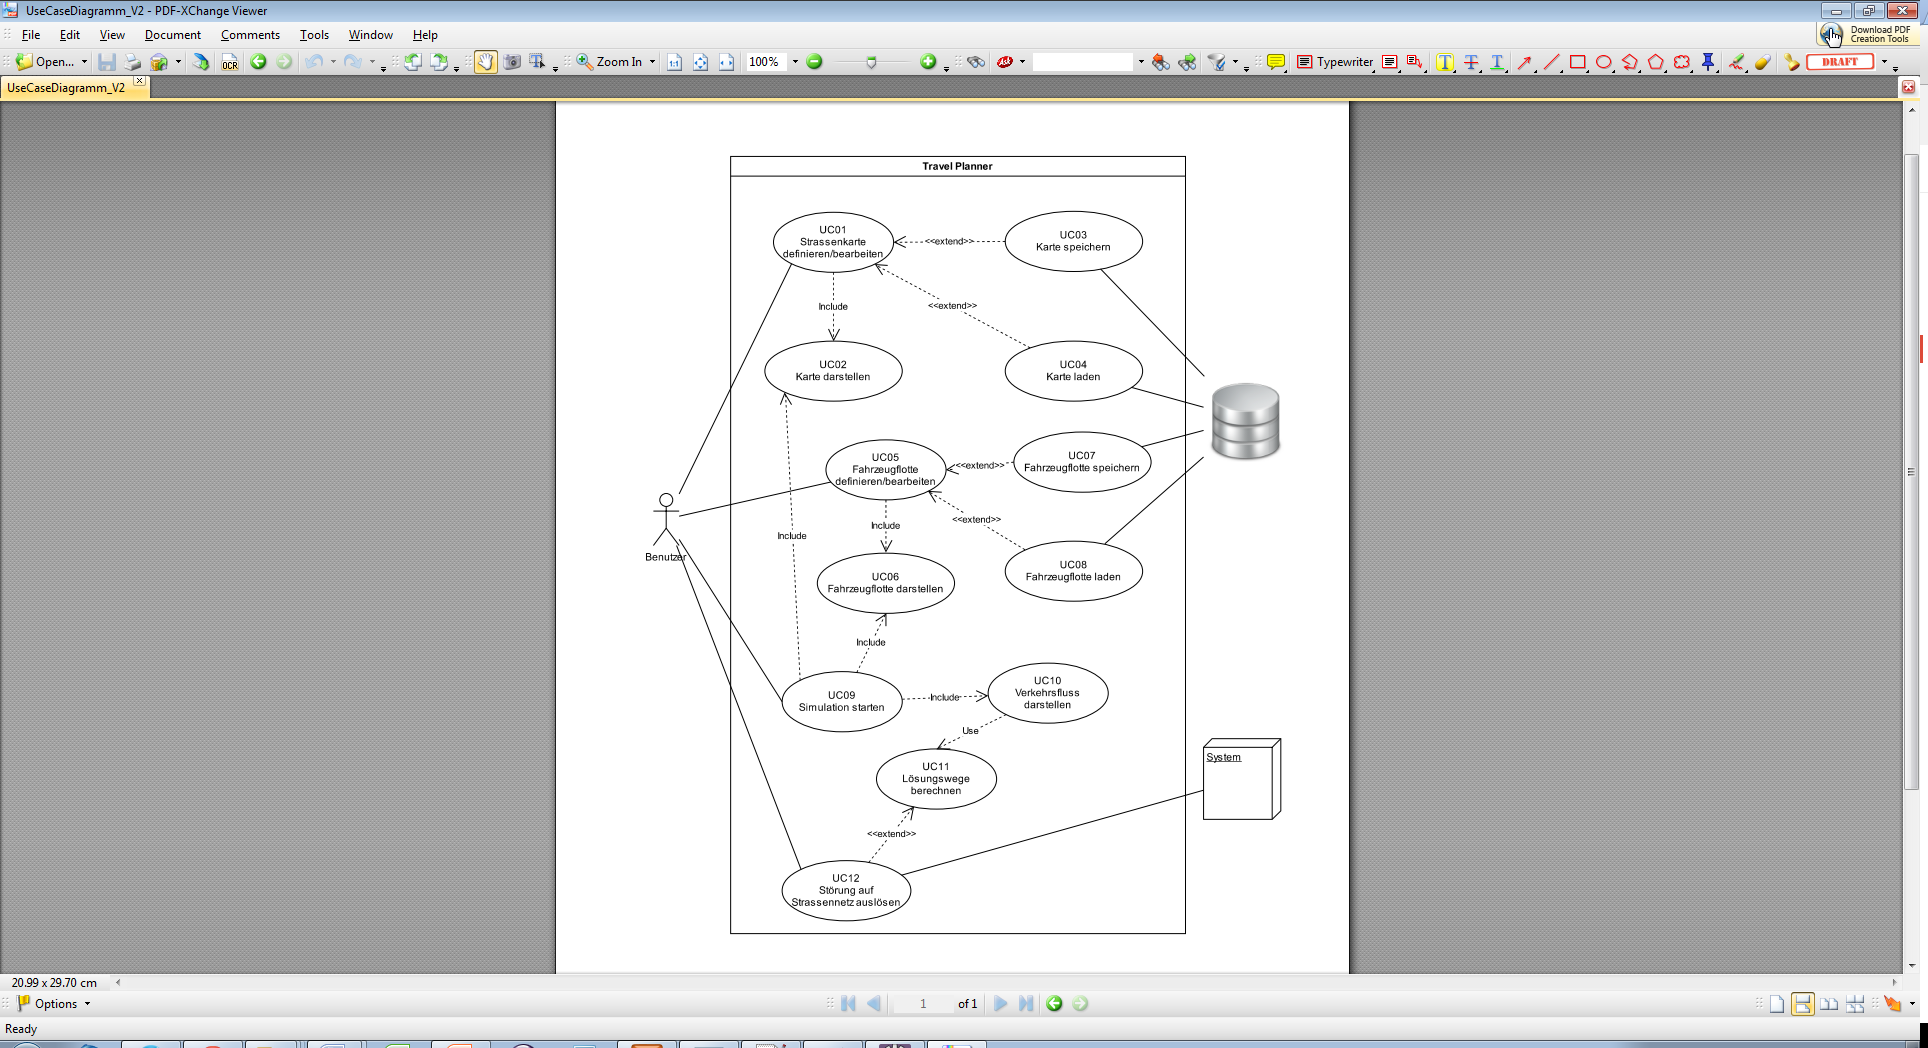 UseCaseDiagramm_V2 - PDF-XChange Viewer
File Edit View Document Comments Tools Window Help
Download PDF
Creation Tools
Open... OCR Zoom In 100% Typewriter DRAFT
UseCaseDiagramm_V2
Travel Planner
UC01
Strassenkarte
definieren/bearbeiten
<<extend>>
UC03
Karte speichern
Include
<<extend>>
UC02
Karte darstellen
UC04
Karte laden
UC05
Fahrzeugflotte
definieren/bearbeiten
<<extend>>
UC07
Fahrzeugflotte speichern
Include
<<extend>>
Include
Benutzer
UC06
Fahrzeugflotte darstellen
UC08
Fahrzeugflotte laden
Include
UC09
Simulation starten
Include
UC10
Verkehrsfluss
darstellen
Use
System
UC11
Lösungswege
berechnen
<<extend>>
UC12
Störung auf
Strassennetz auslösen
20.99 x 29.70 cm
Options
1 of 1
Ready